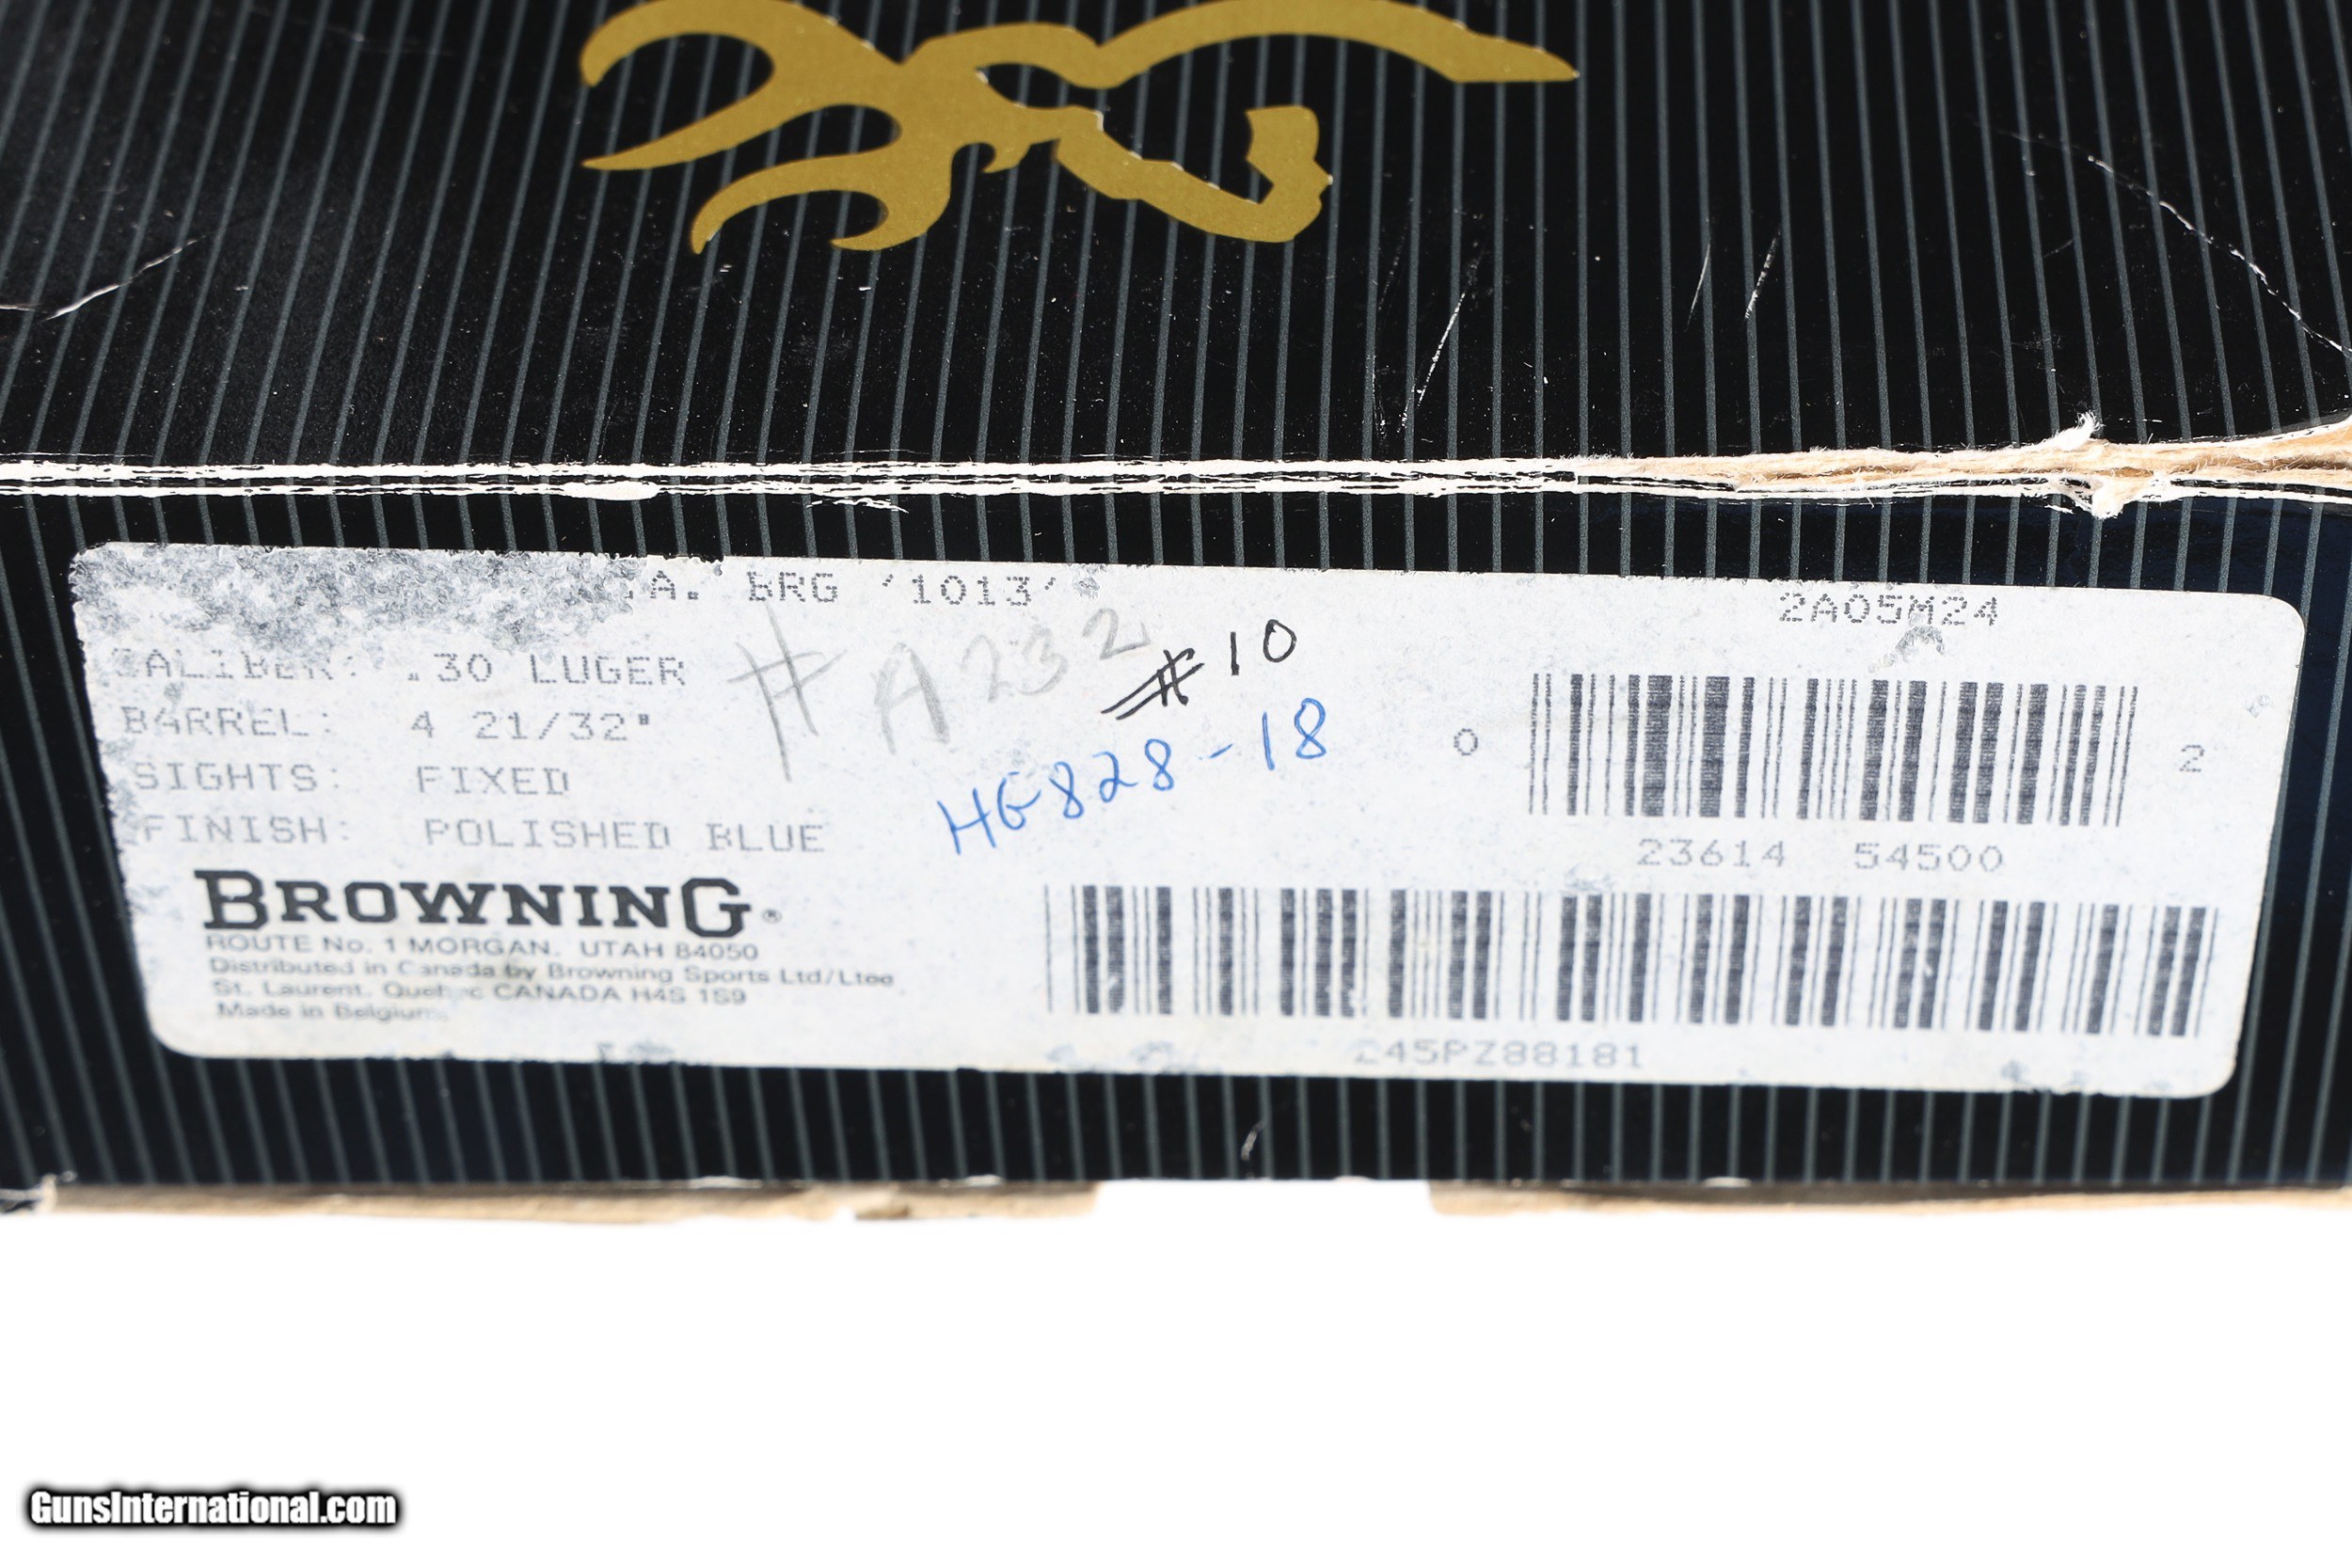 BRG '1013'
2A05M24
CALIBER: .30 LUGER
# A232
# 10
BARREL: 4 21/32"
HG828-18
SIGHTS: FIXED
0 2
FINISH: POLISHED BLUE
23614 54500
BROWNING®
ROUTE No. 1 MORGAN, UTAH 84050
Distributed in Canada by Browning Sports Ltd/Ltee
St. Laurent, Quebec CANADA H4S 1S9
Made in Belgium
245PZ88181
GunsInternational.com